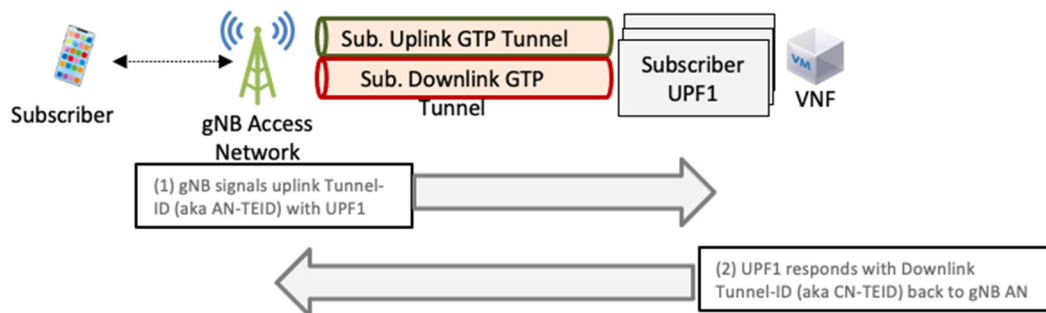 Sub. Uplink GTP Tunnel
Sub. Downlink GTP
Tunnel
Subscriber
UPF1
VM
VNF
Subscriber
gNB Access
Network
(1) gNB signals uplink Tunnel-
ID (aka AN-TEID) with UPF1
(2) UPF1 responds with Downlink
Tunnel-ID (aka CN-TEID) back to gNB AN